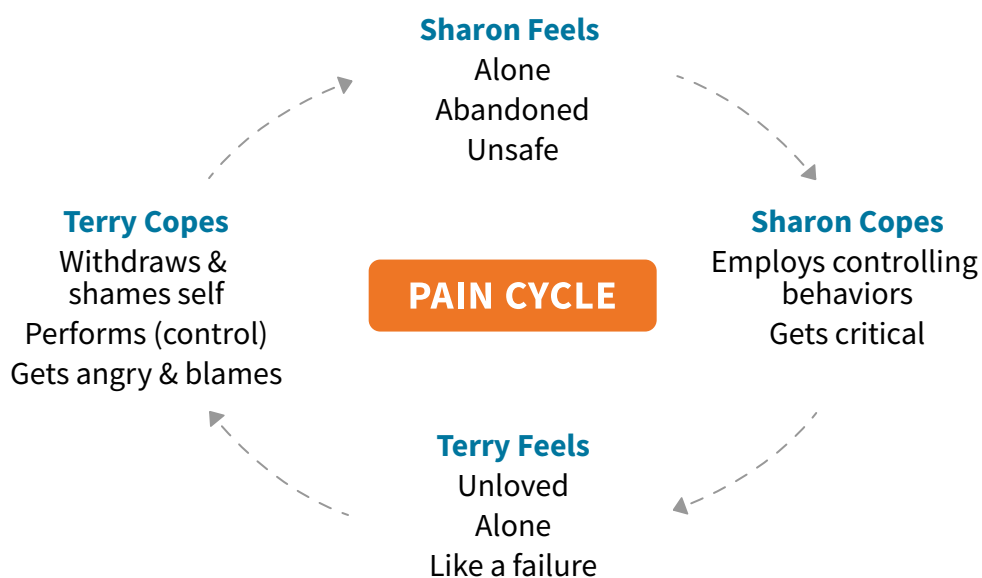 Sharon Feels
Alone
Abandoned
Unsafe
Sharon Copes
Employs controlling
behaviors
Gets critical
Terry Feels
Unloved
Alone
Like a failure
Terry Copes
Withdraws &
shames self
Performs (control)
Gets angry & blames
PAIN CYCLE